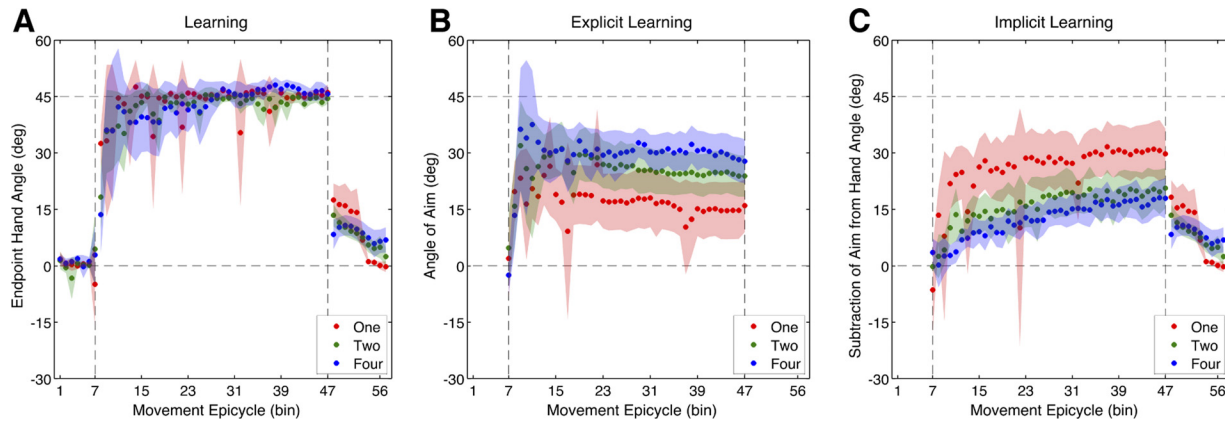 A
Learning
Endpoint Hand Angle (deg)
60
45
30
15
0
-15
-30
1
7
15
23
31
39
47
56
Movement Epicycle (bin)
One
Two
Four
B
Explicit Learning
Angle of Aim (deg)
60
45
30
15
0
-15
-30
1
7
15
23
31
39
47
Movement Epicycle (bin)
One
Two
Four
C
Implicit Learning
Subtraction of Aim from Hand Angle (deg)
60
45
30
15
0
-15
-30
1
7
15
23
31
39
47
56
Movement Epicycle (bin)
One
Two
Four